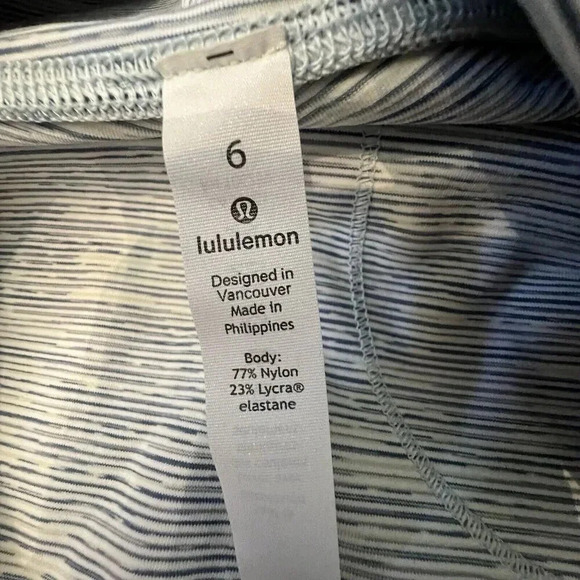 6
lululemon
Designed in
Vancouver
Made in
Philippines
Body:
77% Nylon
23% Lycra®
elastane